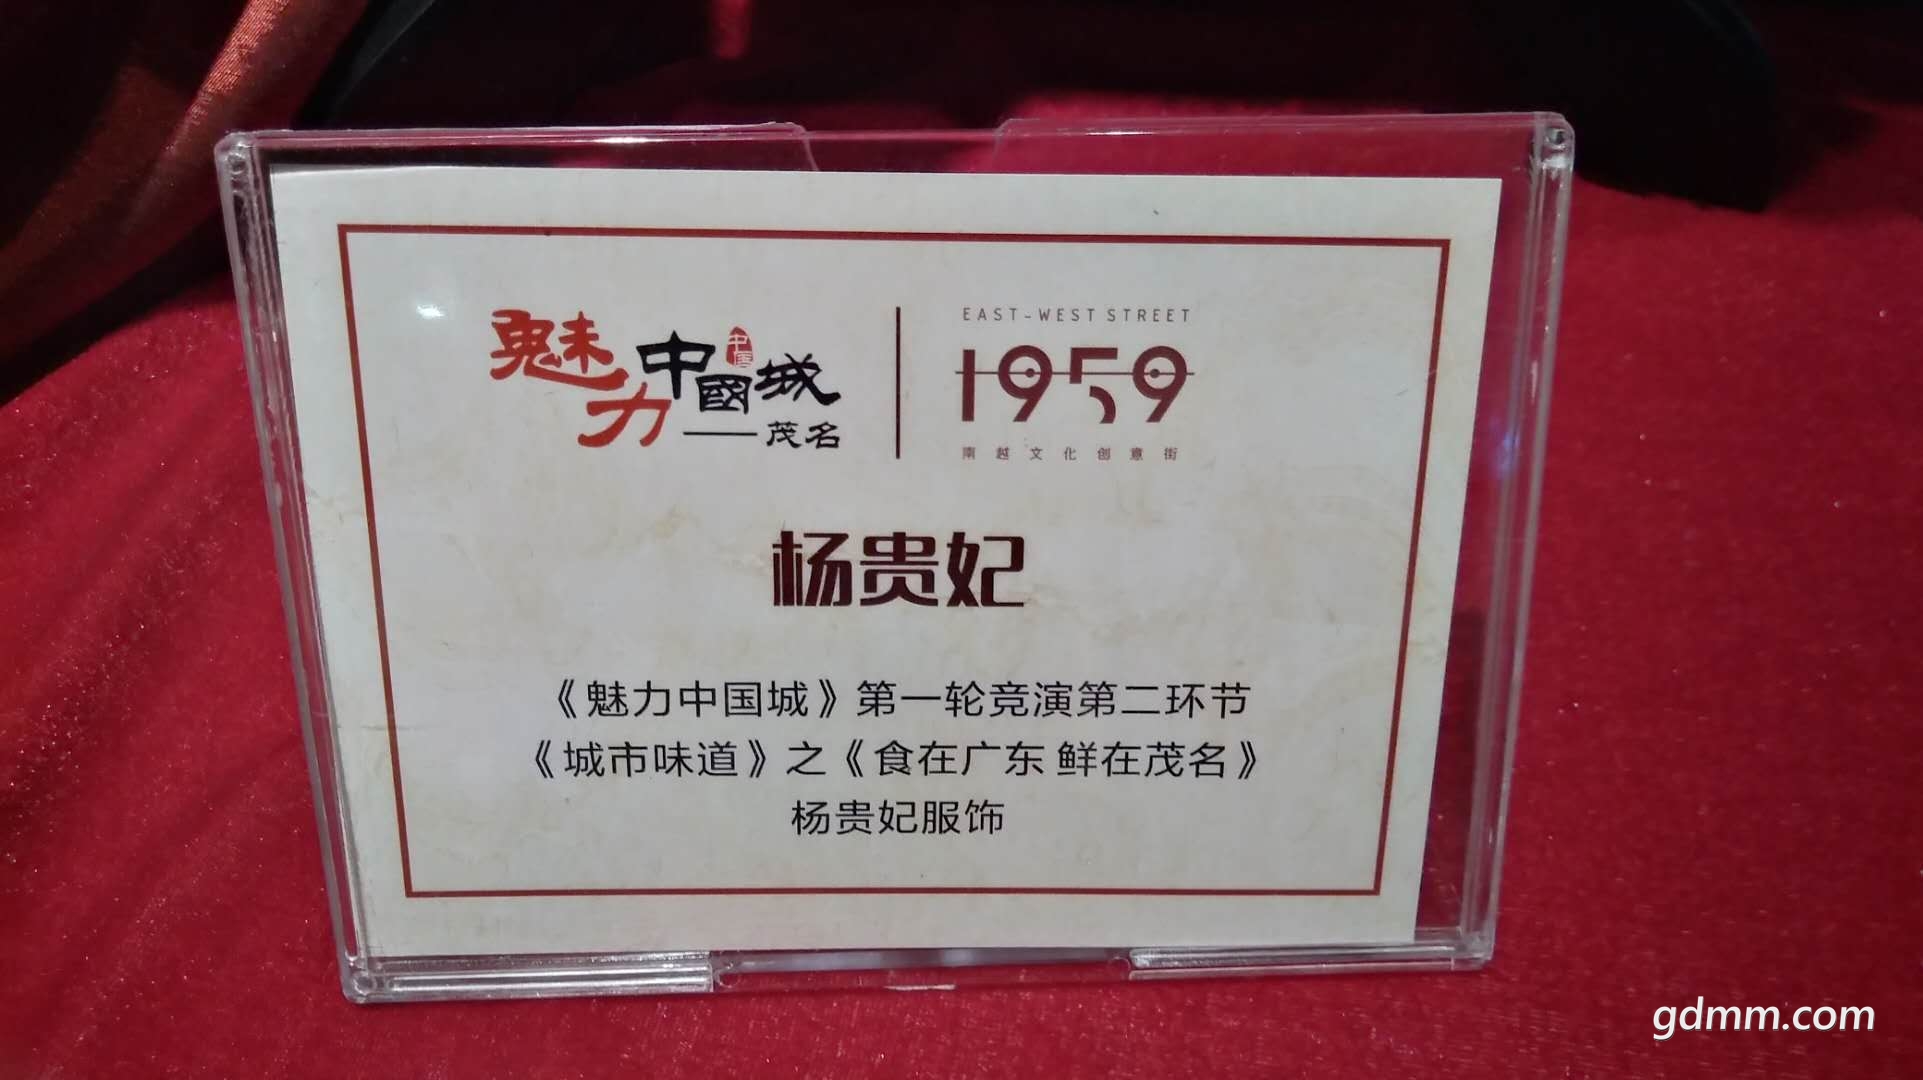 魅力中國城
中国
——茂名
EAST-WEST STREET
1959
南越文化创意街
杨贵妃
《魅力中国城》第一轮竞演第二环节
《城市味道》之《食在广东 鲜在茂名》
杨贵妃服饰
gdmm.com